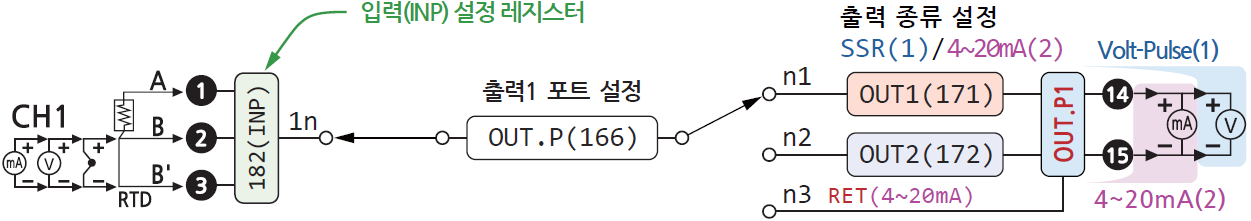 입력(INP) 설정 레지스터
출력 종류 설정
SSR(1)/4~20mA(2)
Volt-Pulse(1)
CH1
mA
+
−
V
+
−
A
B
B'
RTD
1
2
3
182(INP)
1n
출력1 포트 설정
OUT.P(166)
n1
n2
n3
OUT1(171)
OUT2(172)
RET(4~20mA)
OUT.P1
14
15
+
−
mA
+
−
V
4~20mA(2)